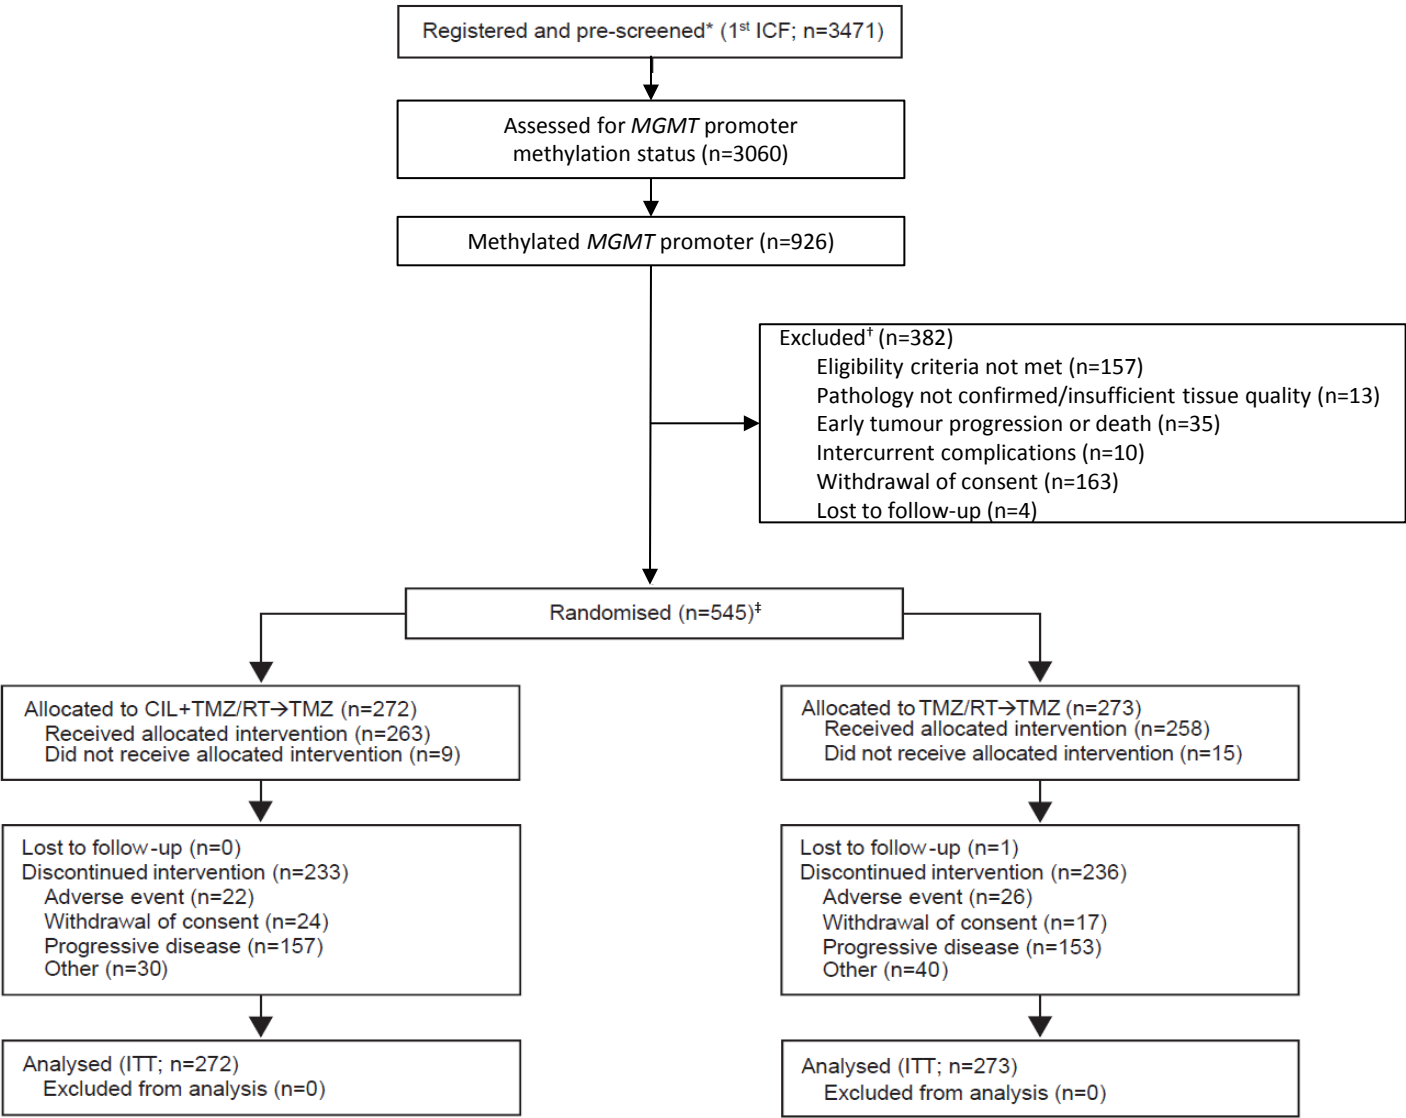 Registered and pre-screened* (1st ICF; n=3471)
Assessed for MGMT promoter
methylation status (n=3060)
Methylated MGMT promoter (n=926)
Excluded† (n=382)
Eligibility criteria not met (n=157)
Pathology not confirmed/insufficient tissue quality (n=13)
Early tumour progression or death (n=35)
Intercurrent complications (n=10)
Withdrawal of consent (n=163)
Lost to follow-up (n=4)
Randomised (n=545)‡
Allocated to CIL+TMZ/RT→TMZ (n=272)
Received allocated intervention (n=263)
Did not receive allocated intervention (n=9)
Allocated to TMZ/RT→TMZ (n=273)
Received allocated intervention (n=258)
Did not receive allocated intervention (n=15)
Lost to follow-up (n=0)
Discontinued intervention (n=233)
Adverse event (n=22)
Withdrawal of consent (n=24)
Progressive disease (n=157)
Other (n=30)
Lost to follow-up (n=1)
Discontinued intervention (n=236)
Adverse event (n=26)
Withdrawal of consent (n=17)
Progressive disease (n=153)
Other (n=40)
Analysed (ITT; n=272)
Excluded from analysis (n=0)
Analysed (ITT; n=273)
Excluded from analysis (n=0)